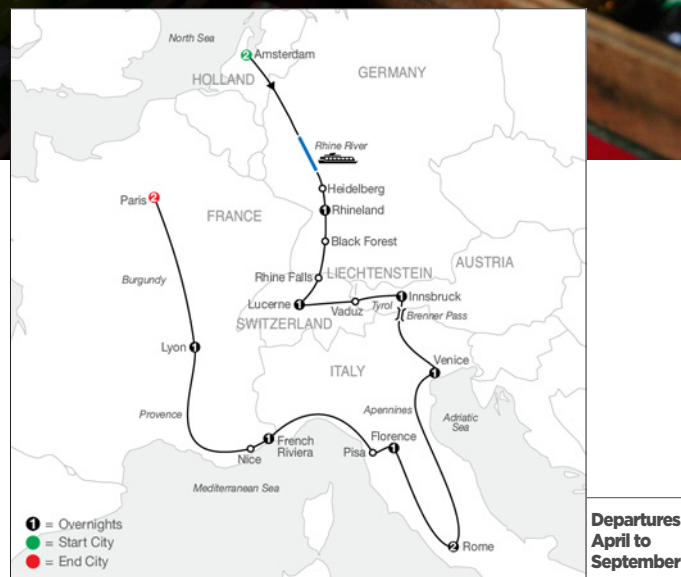 North Sea
2 Amsterdam
HOLLAND
GERMANY
Rhine River
Heidelberg
Paris 2
1 Rhineland
FRANCE
Black Forest
AUSTRIA
Burgundy
Rhine Falls
LIECHTENSTEIN
Lucerne 1
Vaduz
Tyrol
1 Innsbruck
SWITZERLAND
Brenner Pass
Lyon 1
Venice
1
ITALY
Provence
Apennines
Adriatic
Sea
1 French
Riviera
Nice
Pisa
Florence
1
Mediterranean Sea
2 Rome
1 = Overnights
= Start City
= End City
Departures
April to
September